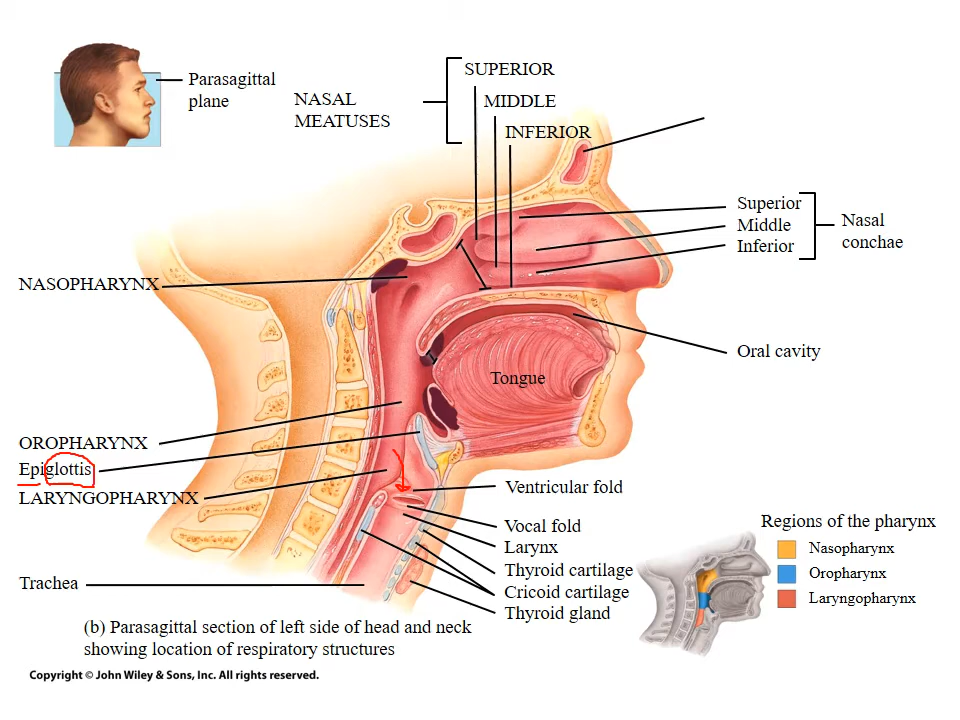 Parasagittal
plane
NASAL
MEATUSES
SUPERIOR
MIDDLE
INFERIOR
Superior
Middle
Inferior
Nasal
conchae
NASOPHARYNX
Oral cavity
Tongue
OROPHARYNX
Epiglottis
LARYNGOPHARYNX
Trachea
Ventricular fold
Vocal fold
Larynx
Thyroid cartilage
Cricoid cartilage
Thyroid gland
Regions of the pharynx
Nasopharynx
Oropharynx
Laryngopharynx
(b) Parasagittal section of left side of head and neck
showing location of respiratory structures
Copyright © John Wiley & Sons, Inc. All rights reserved.